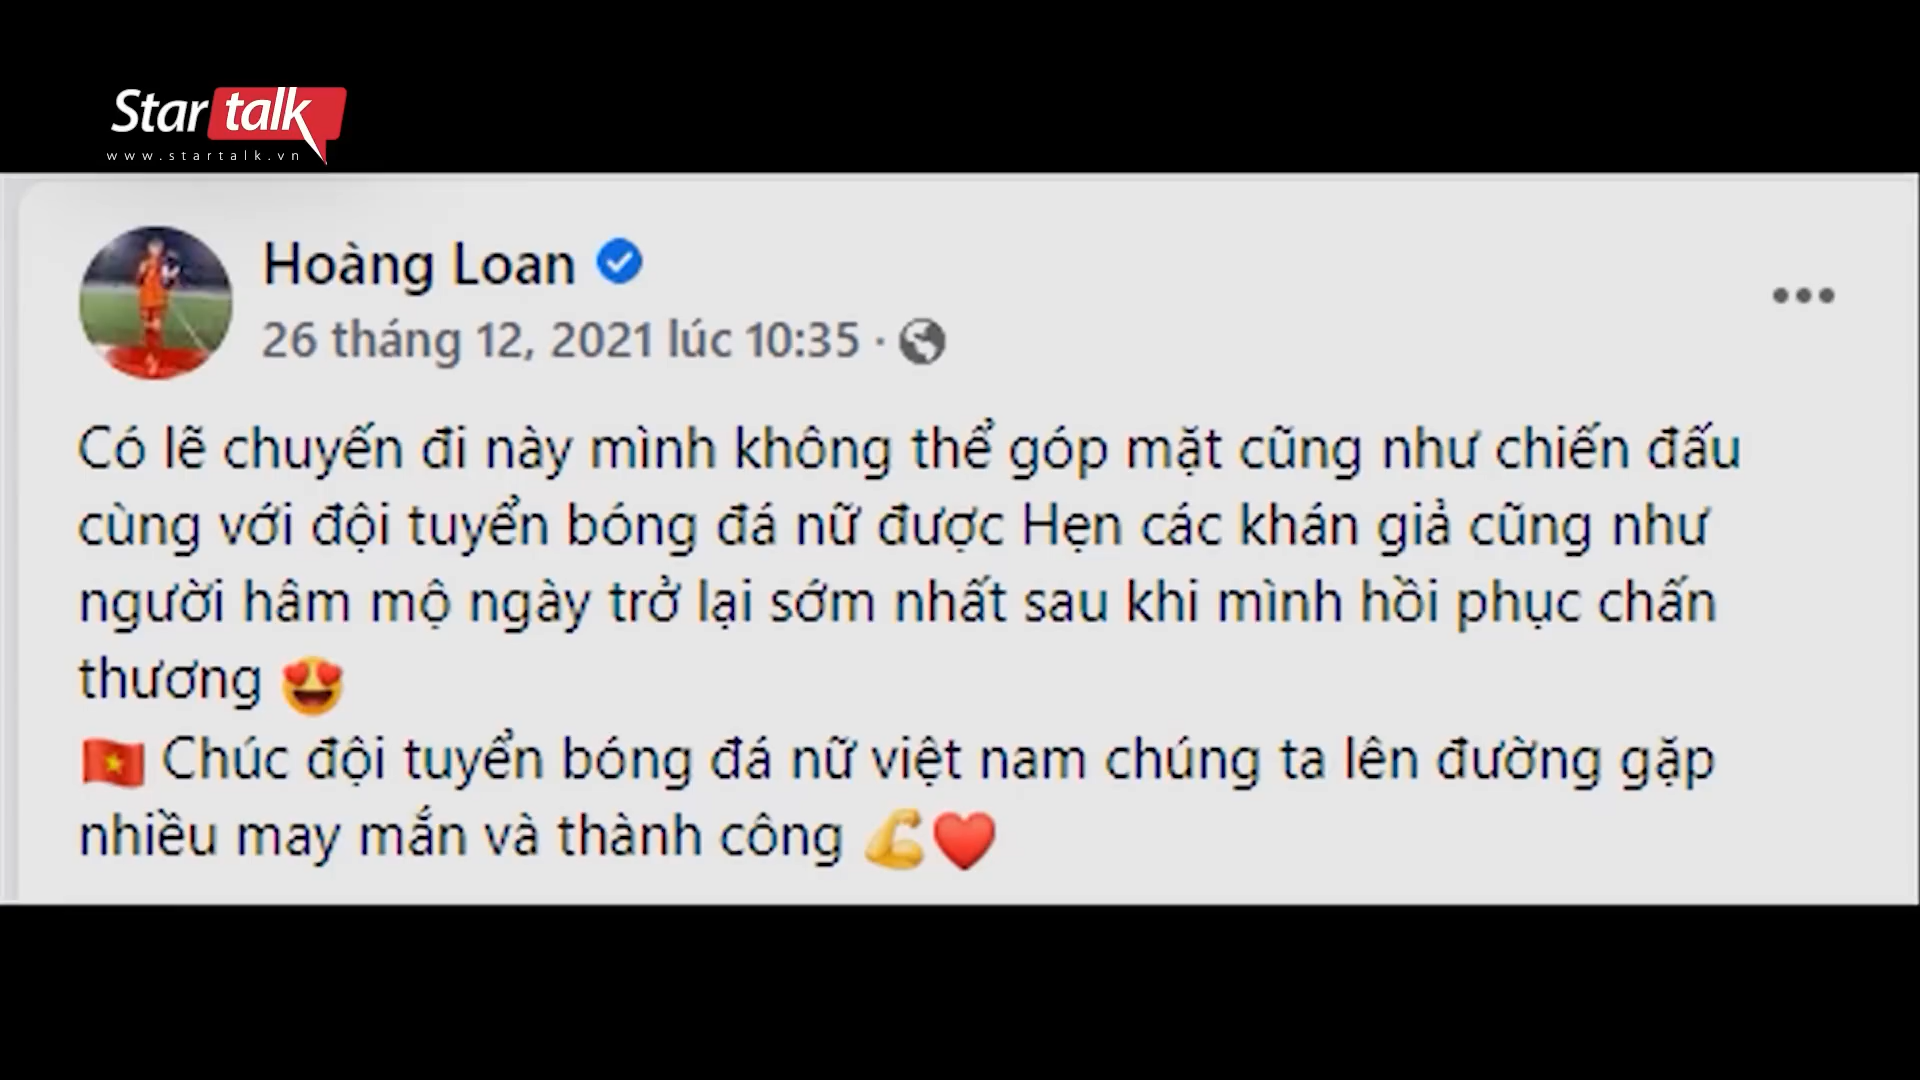 Star talk
www.startalk.vn
Hoàng Loan
26 tháng 12, 2021 lúc 10:35 ·
Có lẽ chuyến đi này mình không thể góp mặt cũng như chiến đấu
cùng với đội tuyển bóng đá nữ được Hẹn các khán giả cũng như
người hâm mộ ngày trở lại sớm nhất sau khi mình hồi phục chấn
thương 😍
🇻🇳 Chúc đội tuyển bóng đá nữ việt nam chúng ta lên đường gặp
nhiều may mắn và thành công 💪❤️